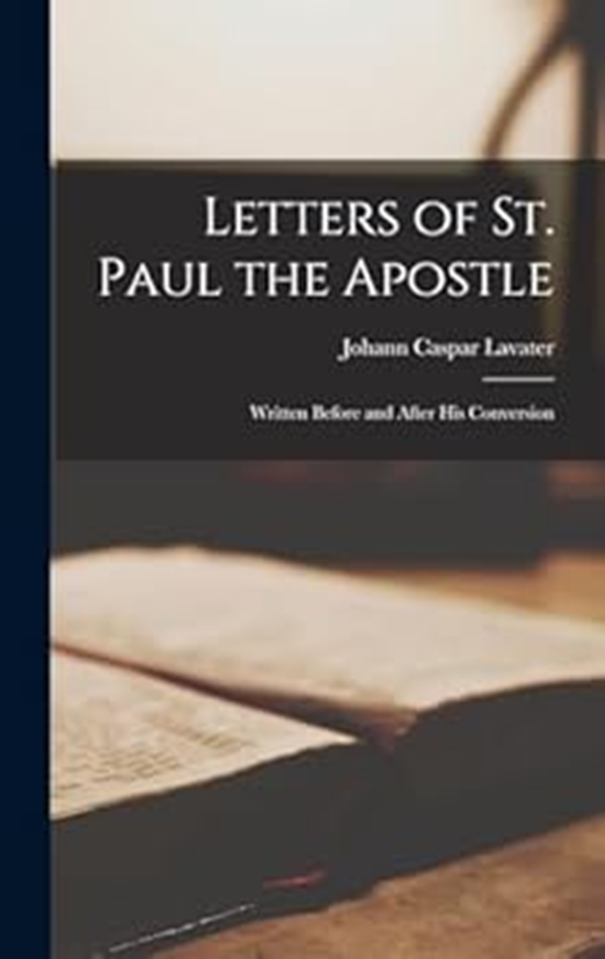 Letters of St.
Paul the Apostle
Johann Caspar Lavater
Written Before and After His Conversion